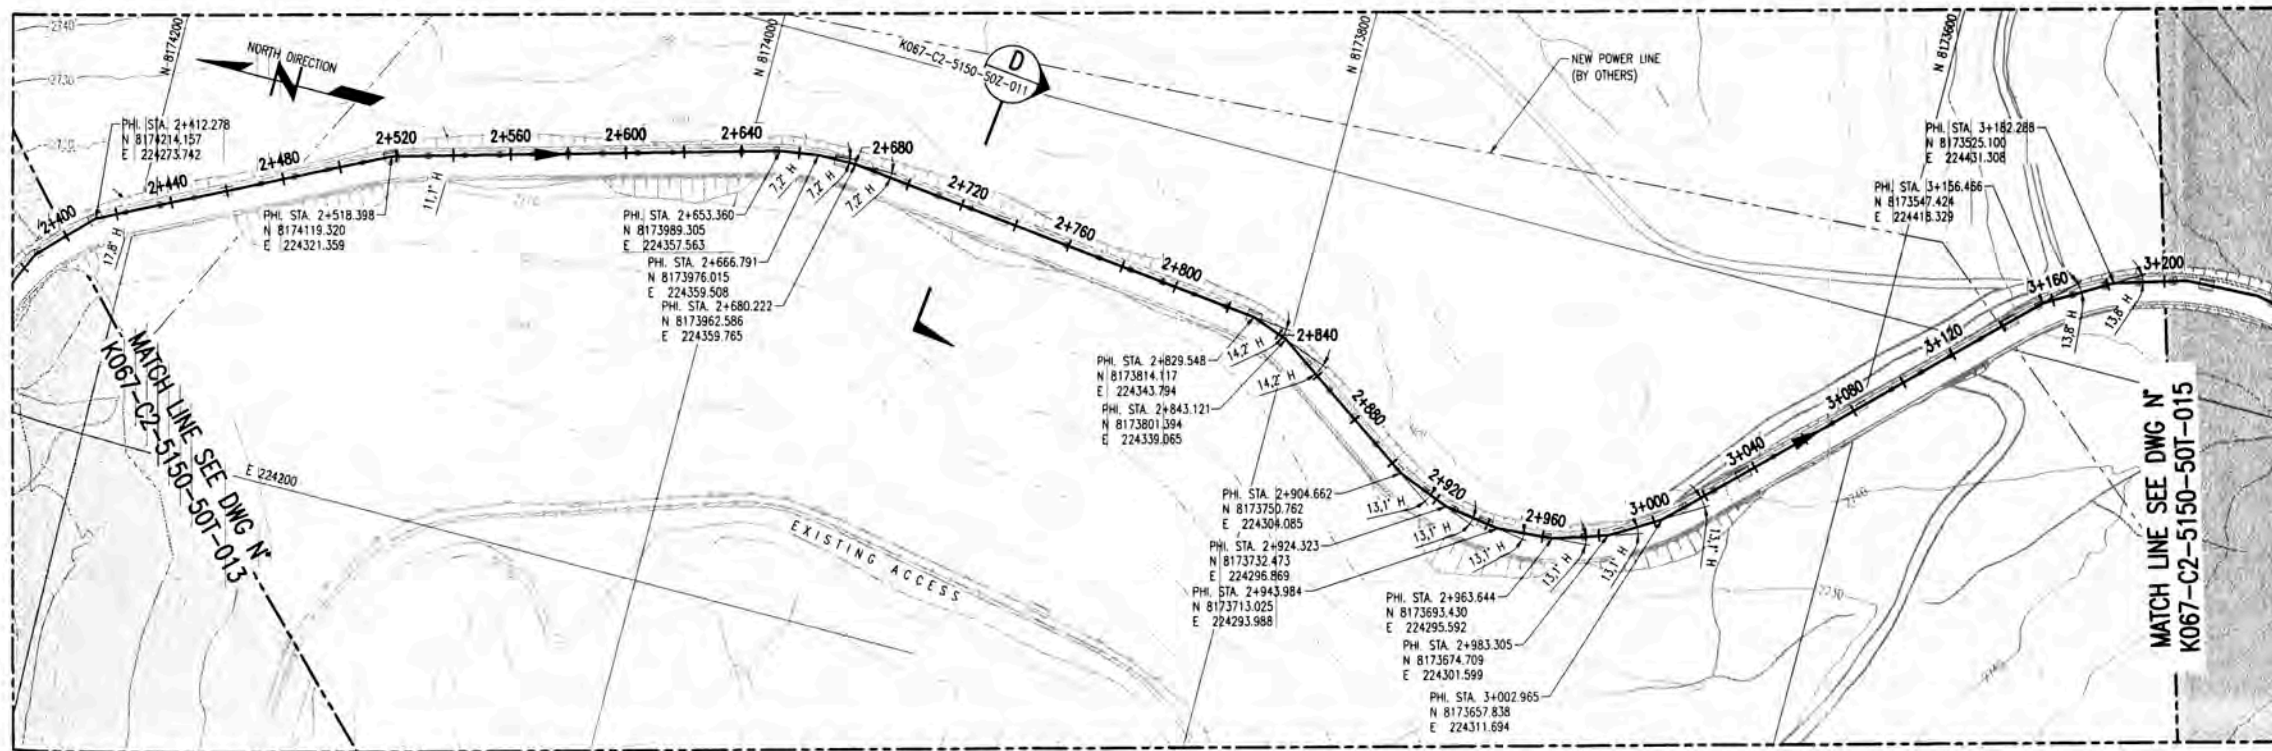 2740
2730
N 8174200
NORTH DIRECTION
N
N 8174000
K067-C2-5150-50Z-011
D
N 8173800
NEW POWER LINE
(BY OTHERS)
N 8173600
PHI. STA. 2+412.278
N 8174214.157
E 224273.742
2+400
2+440
2+480
2+520
2+560
2+600
2+640
2+680
2+720
2+760
2+800
2+840
2+880
2+920
2+960
3+000
3+040
3+080
3+120
3+160
3+200
17,8° H
11,1° H
PHI. STA. 2+518.398
N 8174119.320
E 224321.359
PHI. STA. 2+653.360
N 8173989.305
E 224357.563
PHI. STA. 2+666.791
N 8173976.015
E 224359.508
PHI. STA. 2+680.222
N 8173962.586
E 224359.765
7,2° H
7,2° H
7,2° H
PHI. STA. 2+829.548
N 8173814.117
E 224343.794
PHI. STA. 2+843.121
N 8173801.394
E 224339.065
14,2° H
14,2° H
PHI. STA. 2+904.662
N 8173750.762
E 224304.085
PHI. STA. 2+924.323
N 8173732.473
E 224296.869
PHI. STA. 2+943.984
N 8173713.025
E 224293.988
13,1° H
13,1° H
13,1° H
13,1° H
13,1° H
13,1° H
PHI. STA. 2+963.644
N 8173693.430
E 224295.592
PHI. STA. 2+983.305
N 8173674.709
E 224301.599
PHI. STA. 3+002.965
N 8173657.838
E 224311.694
PHI. STA. 3+182.288
N 8173525.100
E 224431.308
PHI. STA. 3+156.466
N 8173547.424
E 224418.329
13,8° H
13,8° H
2740
2730
E 224200
EXISTING ACCESS
MATCH LINE SEE DWG N°
K067-C2-5150-50T-013
MATCH LINE SEE DWG N°
K067-C2-5150-50T-015